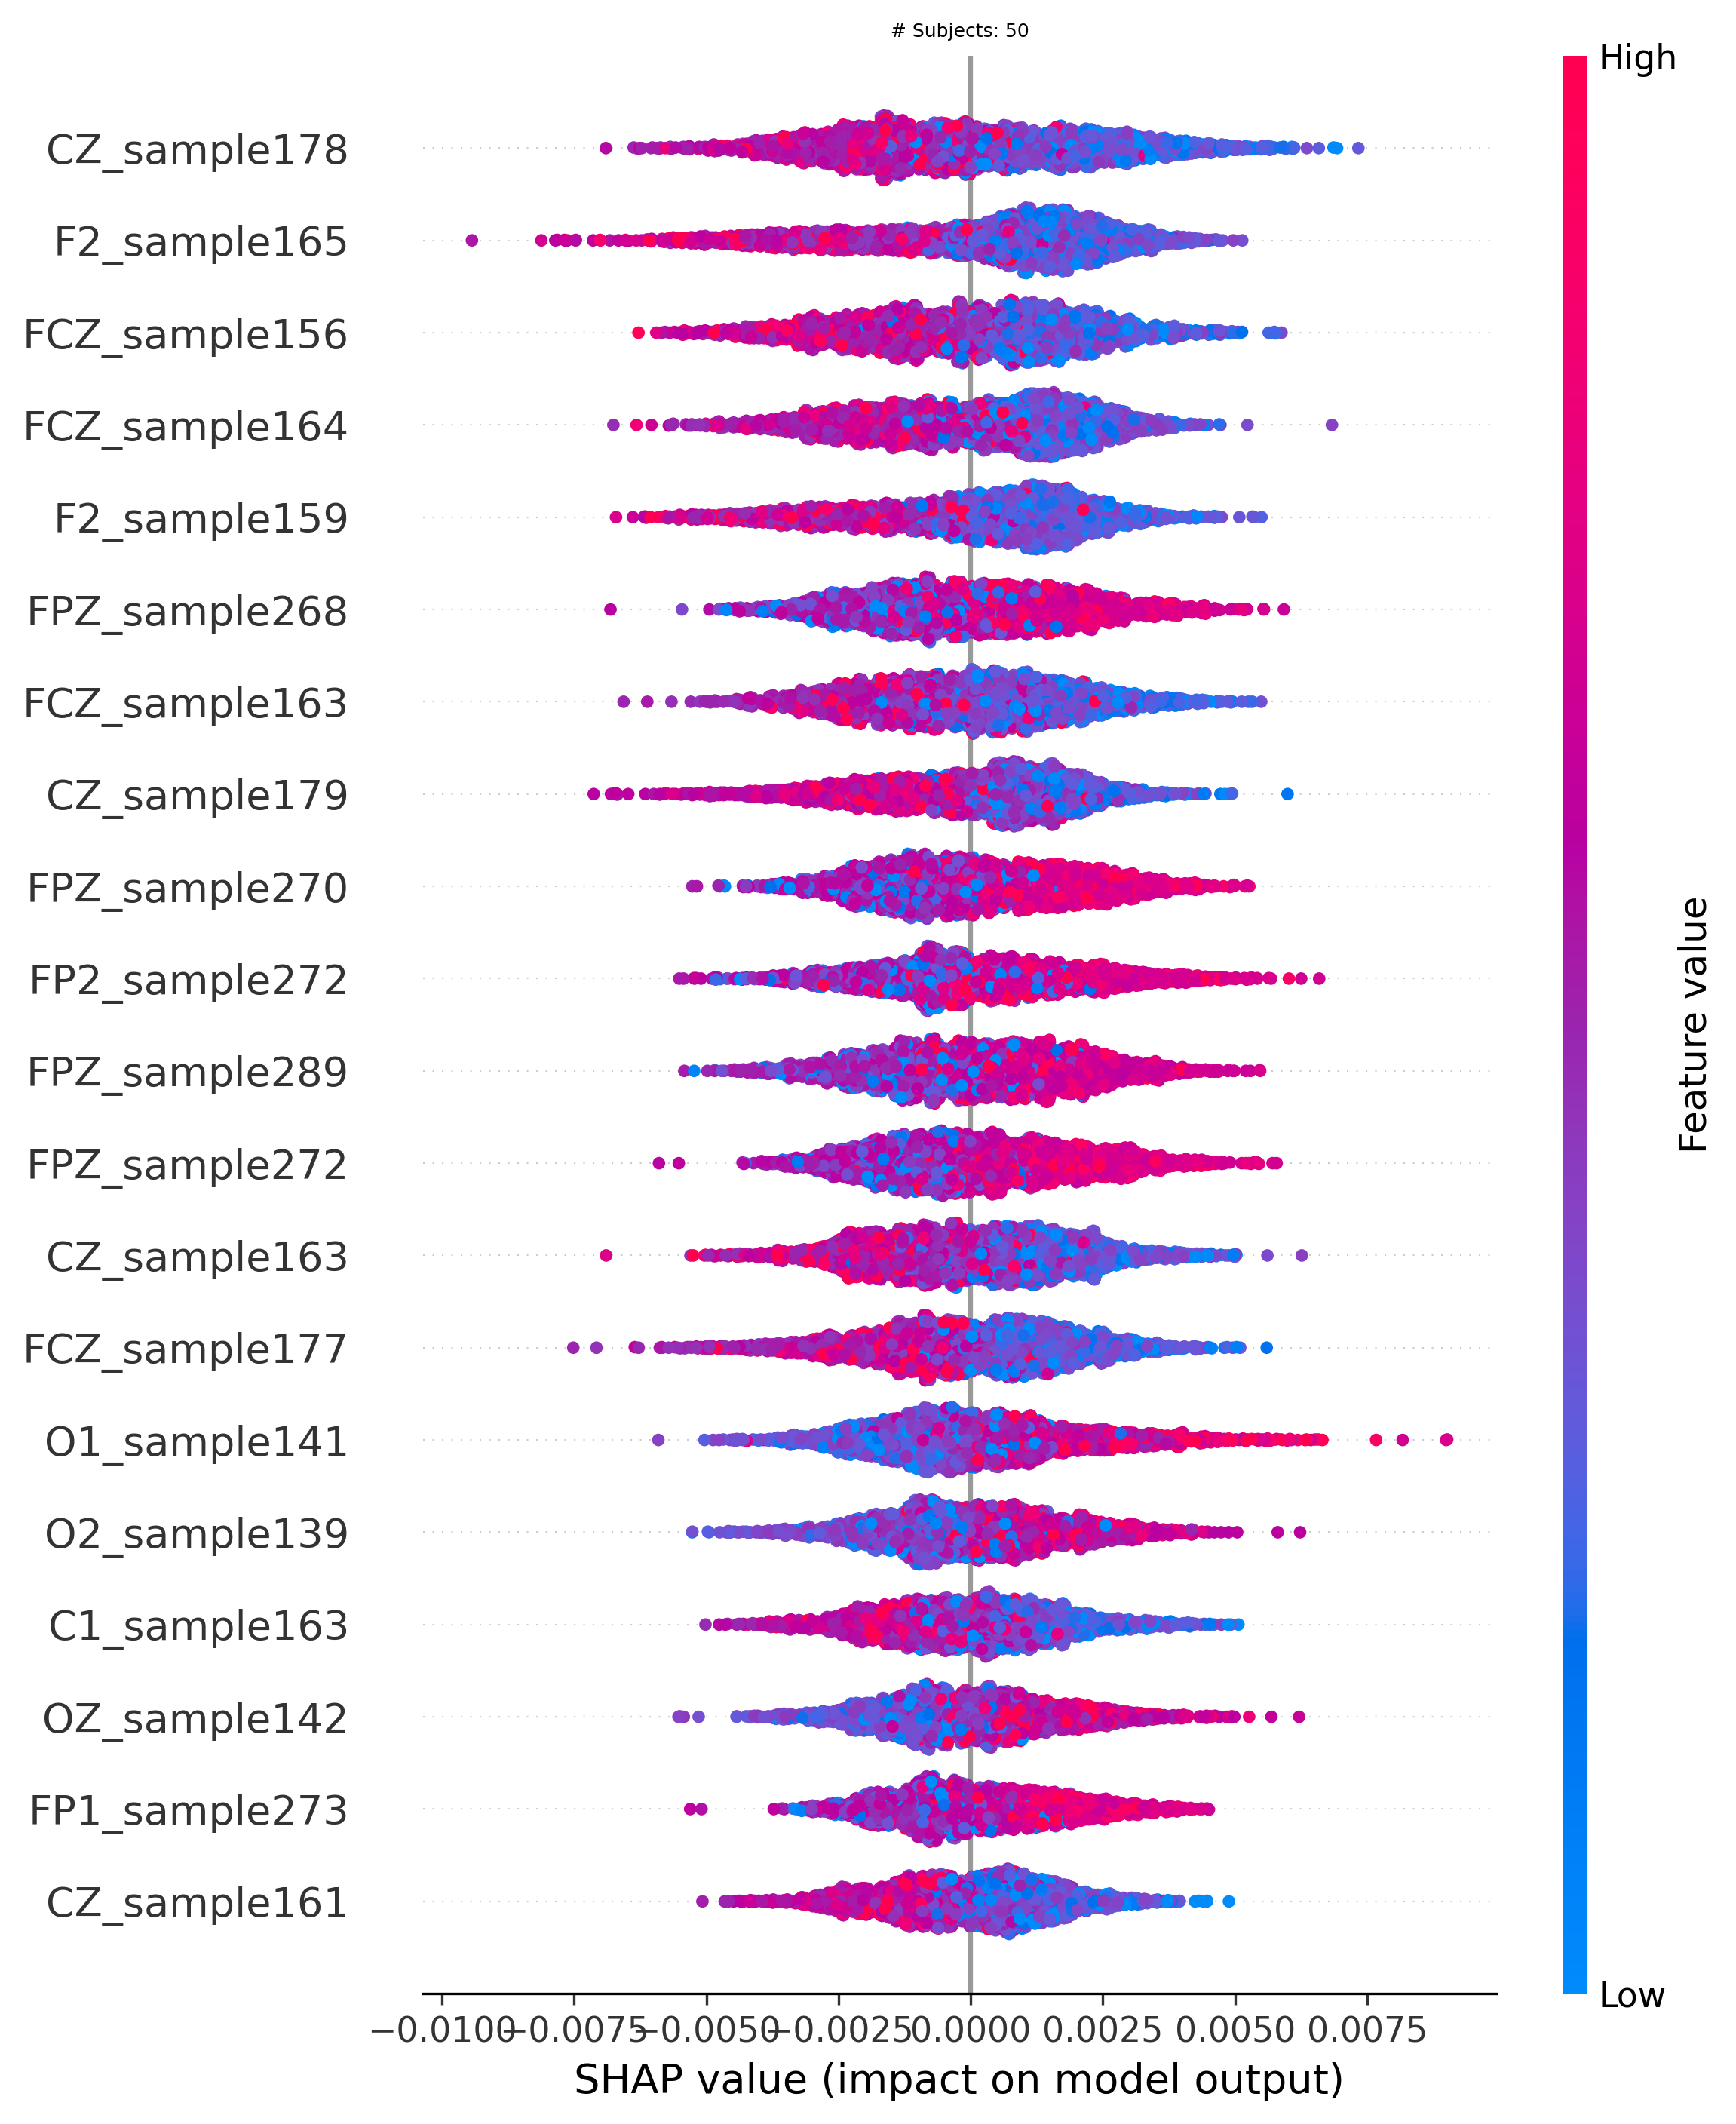 # Subjects: 50
High
CZ_sample178
F2_sample165
FCZ_sample156
FCZ_sample164
F2_sample159
FPZ_sample268
FCZ_sample163
CZ_sample179
FPZ_sample270
FP2_sample272
FPZ_sample289
FPZ_sample272
CZ_sample163
FCZ_sample177
O1_sample141
O2_sample139
C1_sample163
OZ_sample142
FP1_sample273
CZ_sample161
Feature value
Low
−0.0100 −0.0075 −0.0050 −0.0025 0.0000 0.0025 0.0050 0.0075
SHAP value (impact on model output)